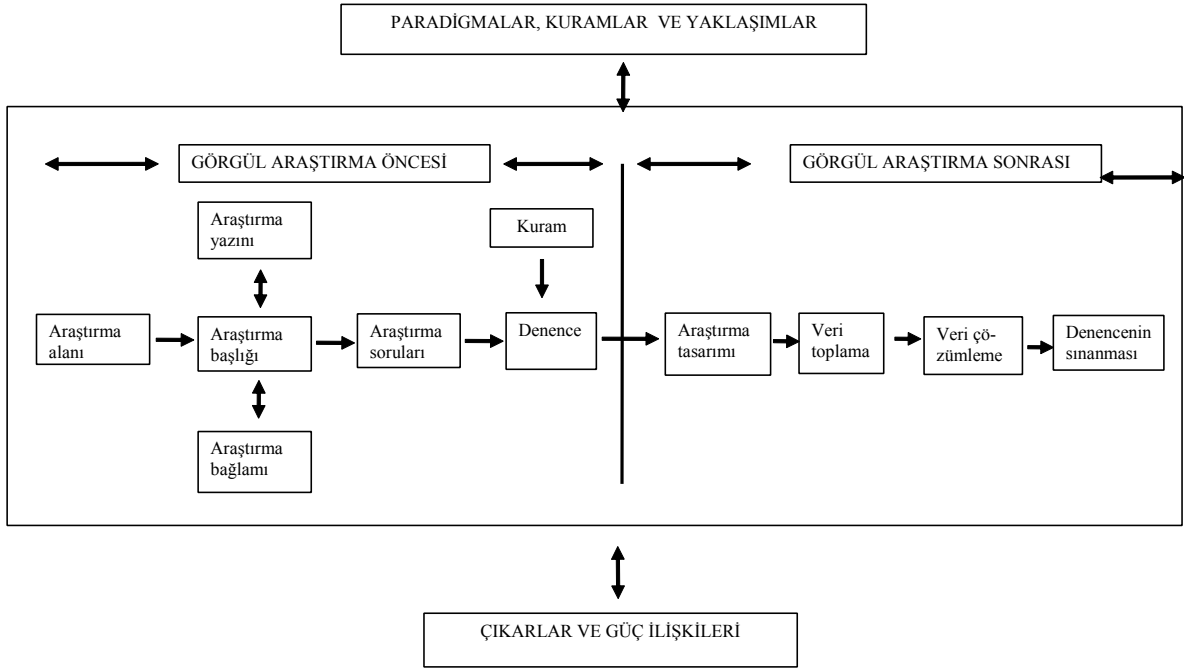 PARADİGMALAR, KURAMLAR VE YAKLAŞIMLAR
GÖRGÜL ARAŞTIRMA ÖNCESİ
GÖRGÜL ARAŞTIRMA SONRASI
Araştırma
yazını
Kuram
Araştırma
alanı
Araştırma
başlığı
Araştırma
soruları
Denence
Araştırma
tasarımı
Veri
toplama
Veri çö-
zümleme
Denencenin
sınanması
Araştırma
bağlamı
ÇIKARLAR VE GÜÇ İLİŞKİLERİ